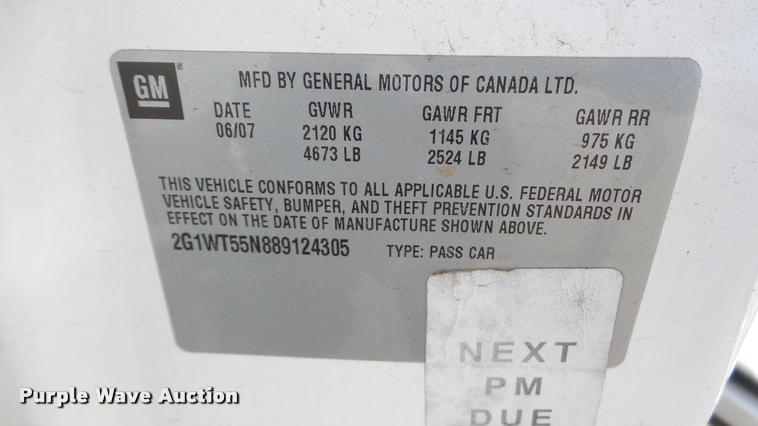 GM
MFD BY GENERAL MOTORS OF CANADA LTD.
DATE GVWR GAWR FRT GAWR RR
06/07 2120 KG 1145 KG 975 KG
4673 LB 2524 LB 2149 LB
THIS VEHICLE CONFORMS TO ALL APPLICABLE U.S. FEDERAL MOTOR
VEHICLE SAFETY, BUMPER, AND THEFT PREVENTION STANDARDS IN
EFFECT ON THE DATE OF MANUFACTURE SHOWN ABOVE.
2G1WT55N889124305 TYPE: PASS CAR
NEXT
PM
DUE
Purple Wave Auction